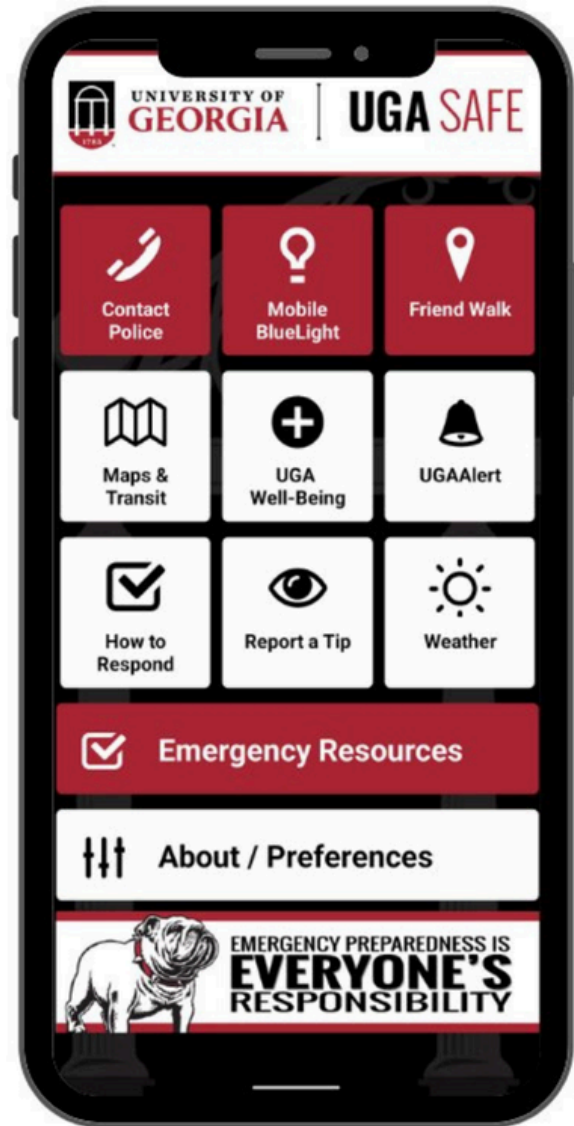 UNIVERSITY OF
GEORGIA
1785
UGA SAFE
Contact
Police
Mobile
BlueLight
Friend Walk
Maps &
Transit
UGA
Well-Being
UGAAlert
How to
Respond
Report a Tip
Weather
Emergency Resources
About / Preferences
EMERGENCY PREPAREDNESS IS
EVERYONE'S
RESPONSIBILITY